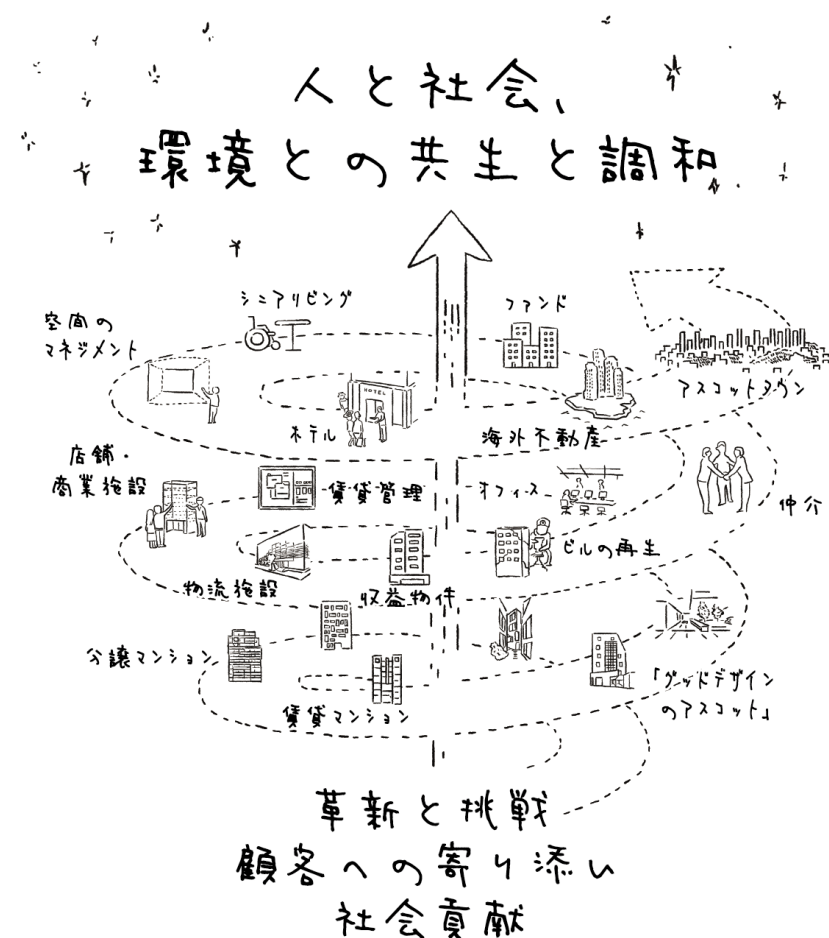 人と社会、
環境との共生と調和
シニアリビング
ファンド
空間の
マネジメント
HOTEL
アスコットタウン
ホテル
海外不動産
店舗・
商業施設
賃貸管理
オフィス
仲介
ビルの再生
物流施設
収益物件
分譲マンション
「グッドデザイン
のアスコット」
賃貸マンション
革新と挑戦
顧客への寄り添い
社会貢献